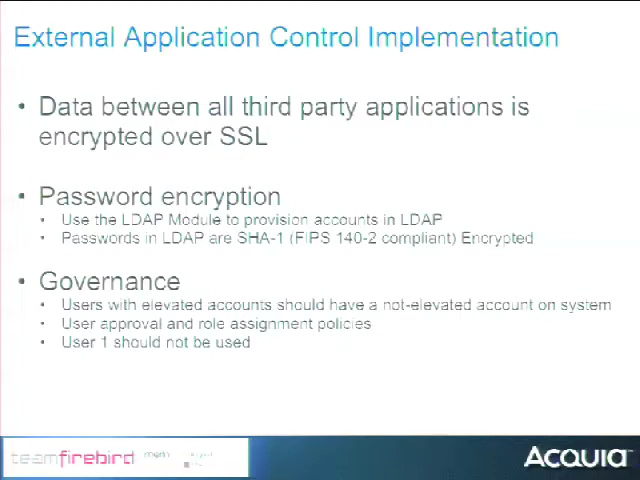 External Application Control Implementation
• Data between all third party applications is
encrypted over SSL
• Password encryption
• Use the LDAP Module to provision accounts in LDAP
• Passwords in LDAP are SHA-1 (FIPS 140-2 compliant) Encrypted
• Governance
• Users with elevated accounts should have a not-elevated account on system
• User approval and role assignment policies
• User 1 should not be used
teamfirebird
ACQUIA